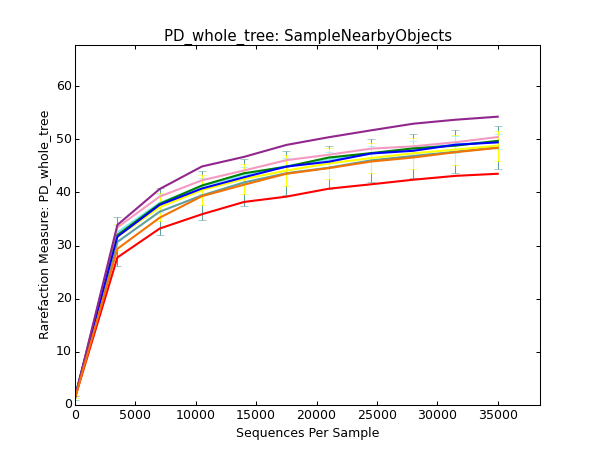 PD_whole_tree: SampleNearbyObjects
Rarefaction Measure: PD_whole_tree
60
50
40
30
20
10
0
0 5000 10000 15000 20000 25000 30000 35000
Sequences Per Sample